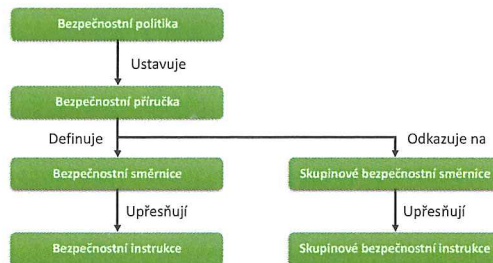 Bezpečnostní politika
Ustavuje
Bezpečnostní příručka
Definuje
Odkazuje na
Bezpečnostní směrnice
Skupinové bezpečnostní směrnice
Upřesňují
Upřesňují
Bezpečnostní instrukce
Skupinové bezpečnostní instrukce